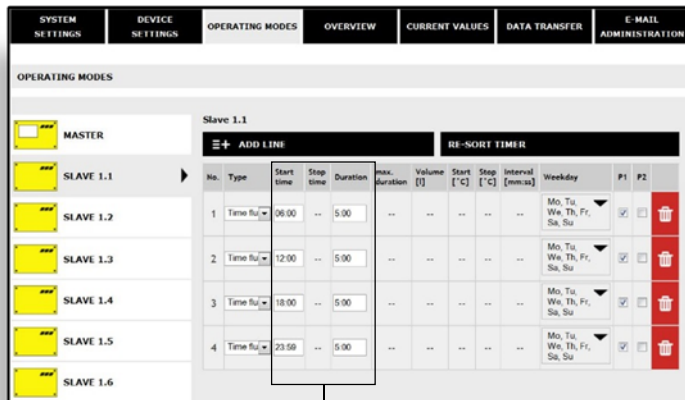 SYSTEM SETTINGS DEVICE SETTINGS OPERATING MODES OVERVIEW CURRENT VALUES DATA TRANSFER E-MAIL ADMINISTRATION
OPERATING MODES
MASTER
SLAVE 1.1
SLAVE 1.2
SLAVE 1.3
SLAVE 1.4
SLAVE 1.5
SLAVE 1.6
Slave 1.1
ADD LINE RE-SORT TIMER
No. Type Start time Stop time Duration max. duration Volume [l] Start [°C] Stop [°C] Interval [mm:ss] Weekday P1 P2
1 Time flu 06:00 -- 5:00 -- -- -- -- -- Mo, Tu, We, Th, Fr, Sa, Su
2 Time flu 12:00 -- 5:00 -- -- -- -- -- Mo, Tu, We, Th, Fr, Sa, Su
3 Time flu 18:00 -- 5:00 -- -- -- -- -- Mo, Tu, We, Th, Fr, Sa, Su
4 Time flu 23:59 -- 5:00 -- -- -- -- -- Mo, Tu, We, Th, Fr, Sa, Su